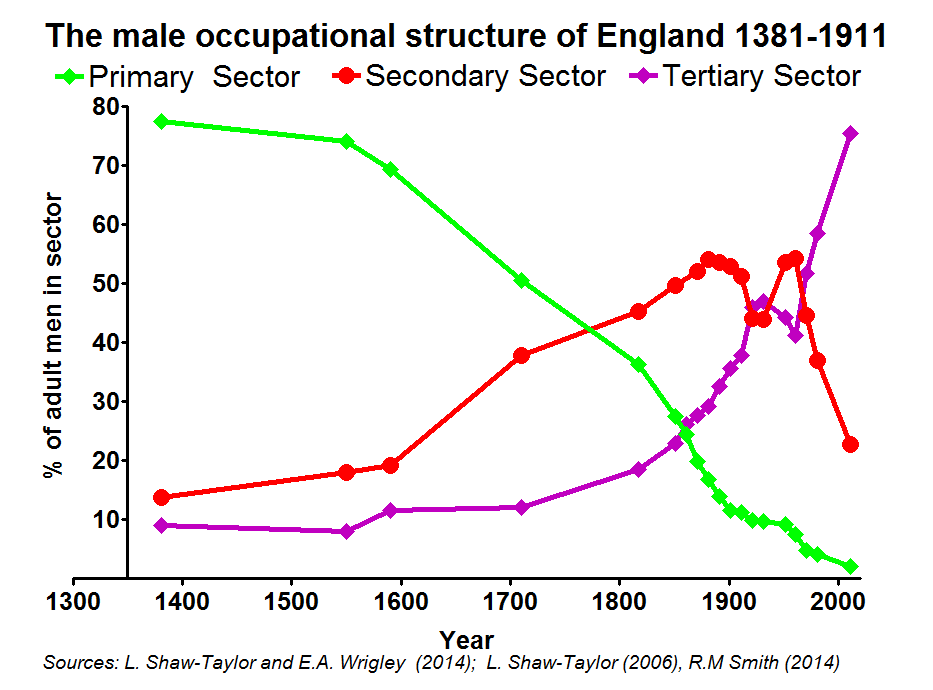 The male occupational structure of England 1381-1911
Primary Sector Secondary Sector Tertiary Sector
80
70
60
50
40
30
20
10
% of adult men in sector
1300 1400 1500 1600 1700 1800 1900 2000
Year
Sources: L. Shaw-Taylor and E.A. Wrigley (2014); L. Shaw-Taylor (2006), R.M Smith (2014)